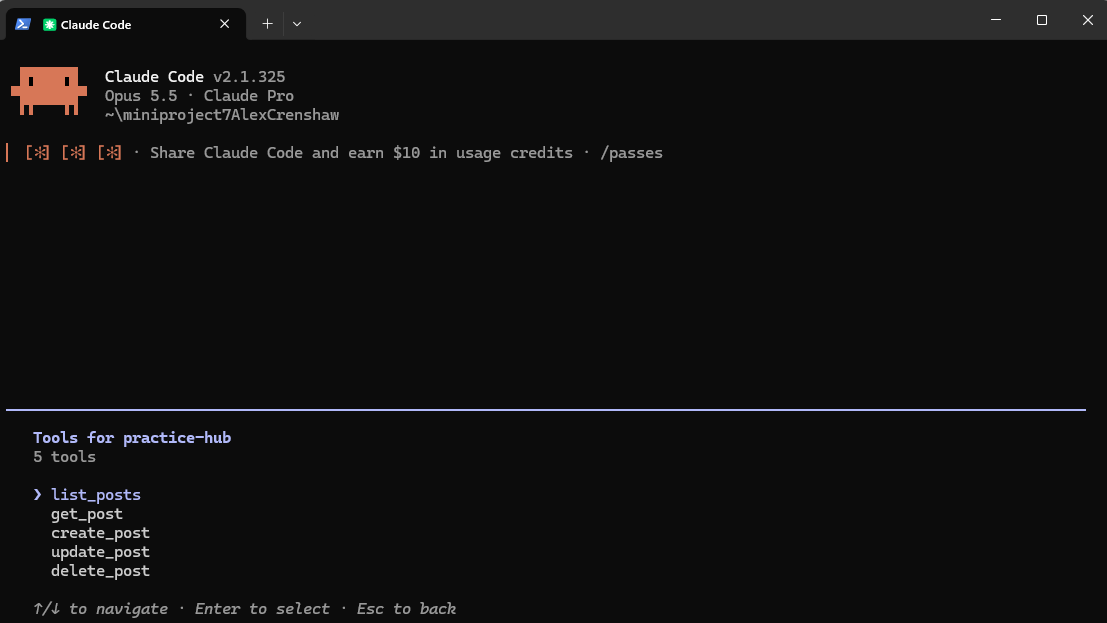 Claude Code
Claude Code v2.1.325
Opus 5.5 · Claude Pro
~\miniproject7AlexCrenshaw
[✻] [✻] [✻] · Share Claude Code and earn $10 in usage credits · /passes
Tools for practice-hub
5 tools
❯ list_posts
get_post
create_post
update_post
delete_post
↑/↓ to navigate · Enter to select · Esc to back